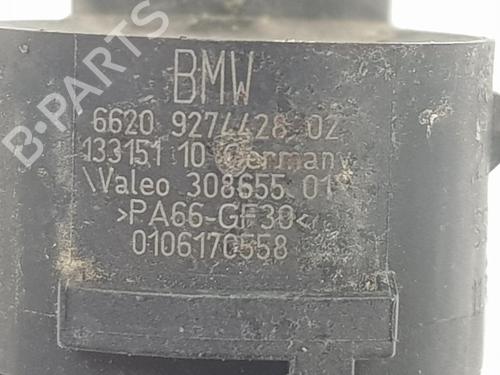 BMW
6620 9274428 02
133151 10 Germany
\Valeo 308655 01
>PA66-GF30<
0106170558
B-PARTS